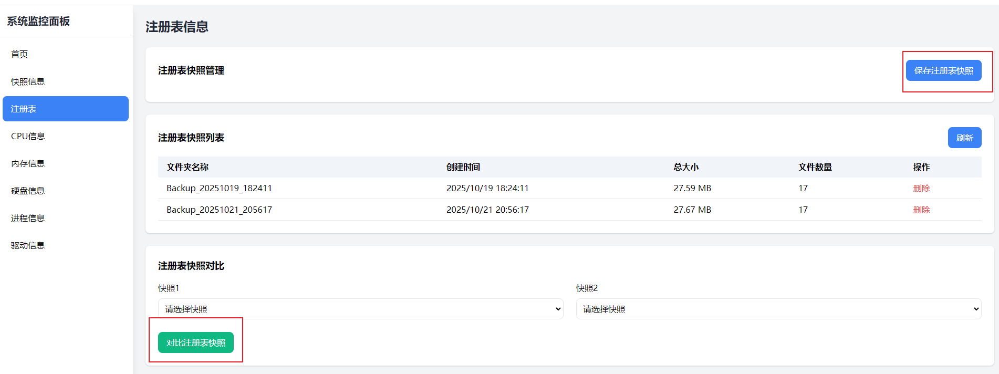 系统监控面板
首页
快照信息
注册表
CPU信息
内存信息
硬盘信息
进程信息
驱动信息
注册表信息
注册表快照管理
保存注册表快照
注册表快照列表
刷新
文件夹名称 创建时间 总大小 文件数量 操作
Backup_20251019_182411 2025/10/19 18:24:11 27.59 MB 17 删除
Backup_20251021_205617 2025/10/21 20:56:17 27.67 MB 17 删除
注册表快照对比
快照1 快照2
请选择快照 请选择快照
对比注册表快照